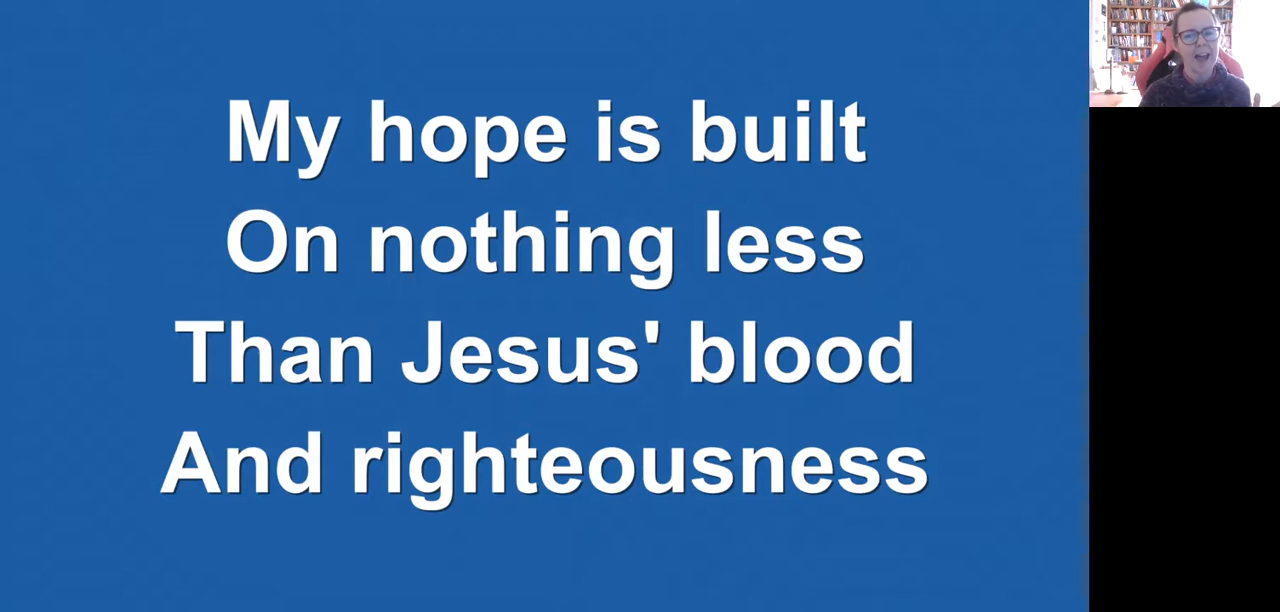 My hope is built
On nothing less
Than Jesus' blood
And righteousness